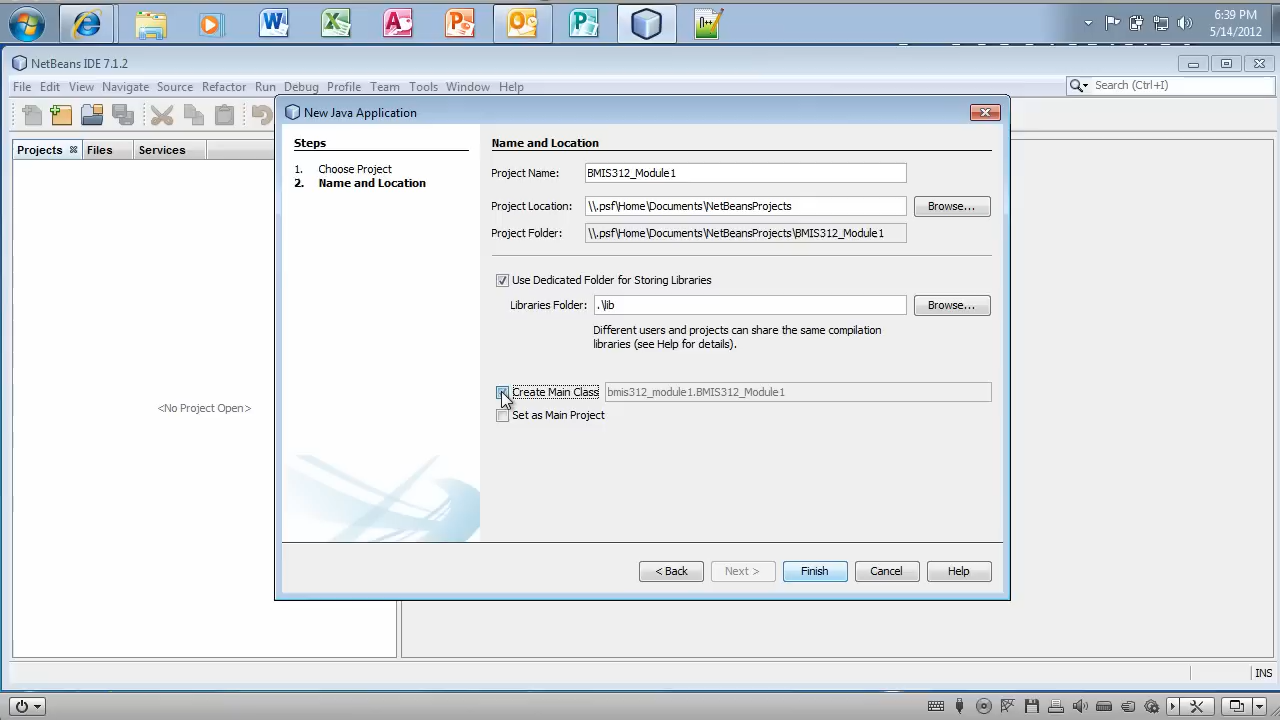 6:39 PM
5/14/2012
NetBeans IDE 7.1.2
File Edit View Navigate Source Refactor Run Debug Profile Team Tools Window Help
Search (Ctrl+I)
New Java Application
Projects Files Services
Steps
1. Choose Project
2. Name and Location
Name and Location
Project Name: BMIS312_Module1
Project Location: \\.psf\Home\Documents\NetBeansProjects Browse...
Project Folder: \\.psf\Home\Documents\NetBeansProjects\BMIS312_Module1
Use Dedicated Folder for Storing Libraries
Libraries Folder: .\lib Browse...
Different users and projects can share the same compilation
libraries (see Help for details).
Create Main Class bmis312_module1.BMIS312_Module1
Set as Main Project
<No Project Open>
< Back Next > Finish Cancel Help
INS